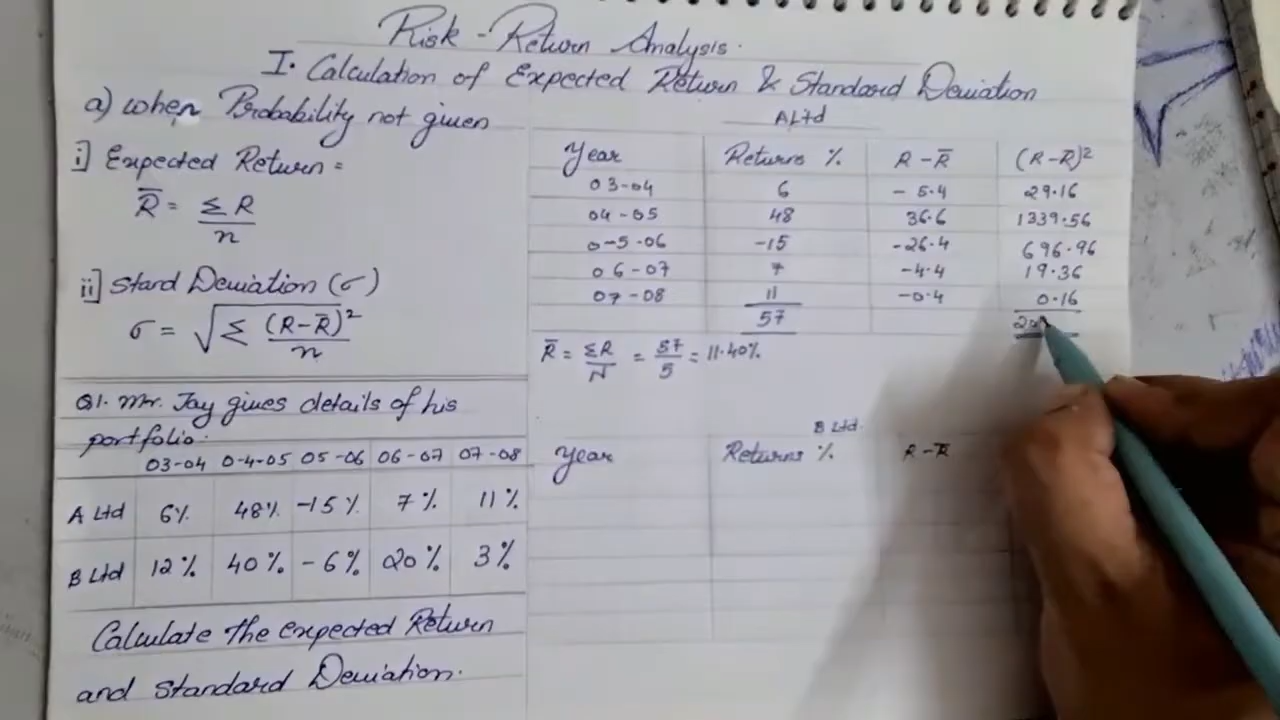 Risk - Return Analysis.
I. Calculation of Expected Return & Standard Deviation
a) when Probability not given
i] Expected Return =
R̅ = ΣR
n
ii] Stard Deviation (σ)
σ = √Σ (R-R̅)²
n
Q1. Mr. Jay gives details of his
portfolio.
03-04 0-4-05 05-06 06-07 07-08
A Ltd 6% 48% -15% 7% 11%
B Ltd 12% 40% -6% 20% 3%
Calculate the expected Return
and standard Deviation.
A Ltd
Year Returns % R-R̅ (R-R̅)²
03-04 6 -5.4 29.16
04-05 48 36.6 1339.56
0-5-06 -15 -26.4 696.96
06-07 7 -4.4 19.36
07-08 11 -0.4 0.16
57
R̅ = ΣR = 57 = 11.40%
N 5
B Ltd.
Year Returns % R-R̅